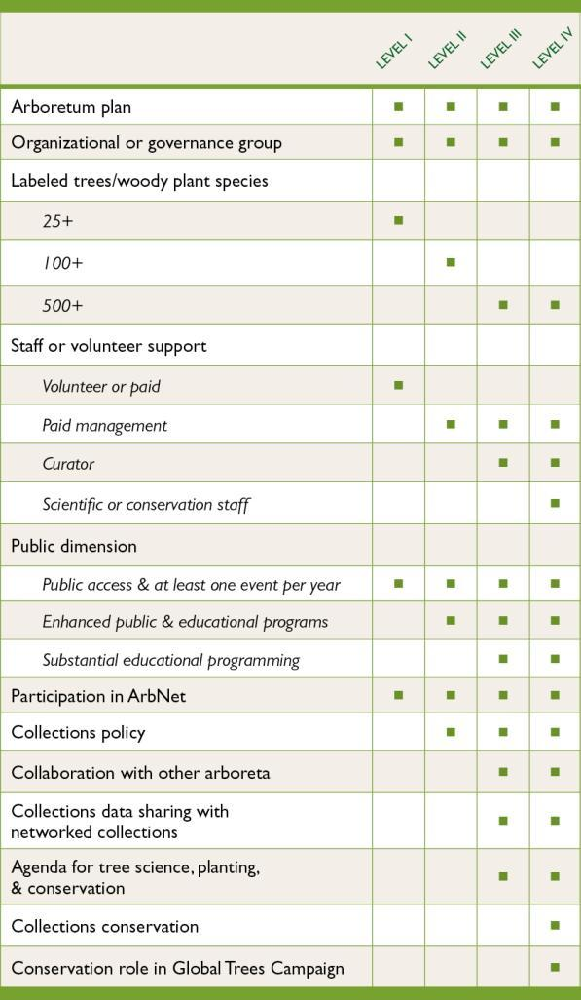 LEVEL I LEVEL II LEVEL III LEVEL IV
Arboretum plan ■ ■ ■ ■
Organizational or governance group ■ ■ ■ ■
Labeled trees/woody plant species
25+ ■
100+ ■
500+ ■ ■
Staff or volunteer support
Volunteer or paid ■
Paid management ■ ■ ■
Curator ■ ■
Scientific or conservation staff ■
Public dimension
Public access & at least one event per year ■ ■ ■ ■
Enhanced public & educational programs ■ ■ ■
Substantial educational programming ■ ■
Participation in ArbNet ■ ■ ■ ■
Collections policy ■ ■ ■
Collaboration with other arboreta ■ ■
Collections data sharing with
networked collections ■ ■
Agenda for tree science, planting,
& conservation ■ ■
Collections conservation ■
Conservation role in Global Trees Campaign ■